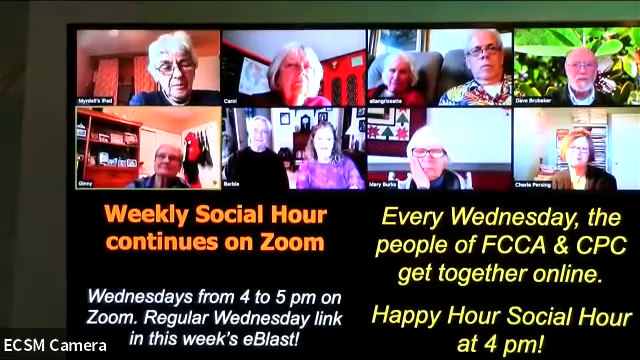 Myrdell's iPad
Carol
allangrissette
Dave Brubaker
Ginny
Barbie
Mary Burks
Cherie Persing
Weekly Social Hour
continues on Zoom
Wednesdays from 4 to 5 pm on
Zoom. Regular Wednesday link
in this week's eBlast!
Every Wednesday, the
people of FCCA & CPC
get together online.
Happy Hour Social Hour
at 4 pm!
ECSM Camera